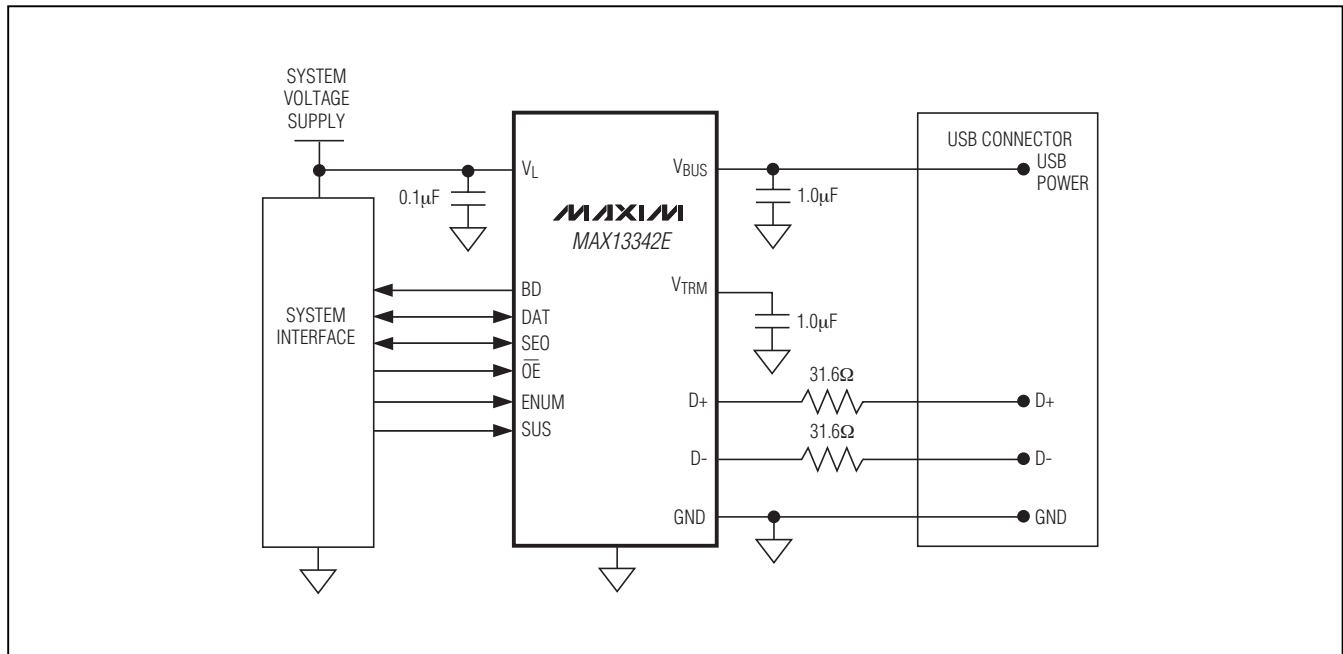 SYSTEM
VOLTAGE
SUPPLY
0.1µF
VL
VBUS
1.0µF
USB CONNECTOR
USB
POWER
MAXIM
MAX13342E
VTRM
1.0µF
SYSTEM
INTERFACE
BD
DAT
SEO
OE
ENUM
SUS
31.6Ω
D+
D+
31.6Ω
D-
D-
GND
GND